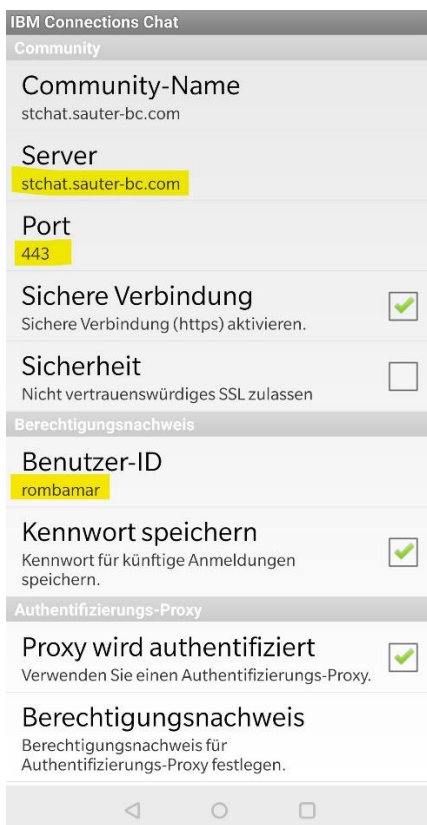 IBM Connections Chat
Community
Community-Name
stchat.sauter-bc.com
Server
stchat.sauter-bc.com
Port
443
Sichere Verbindung
Sichere Verbindung (https) aktivieren.
Sicherheit
Nicht vertrauenswürdiges SSL zulassen
Berechtigungsnachweis
Benutzer-ID
rombamar
Kennwort speichern
Kennwort für künftige Anmeldungen
speichern.
Authentifizierungs-Proxy
Proxy wird authentifiziert
Verwenden Sie einen Authentifizierungs-Proxy.
Berechtigungsnachweis
Berechtigungsnachweis für
Authentifizierungs-Proxy festlegen.